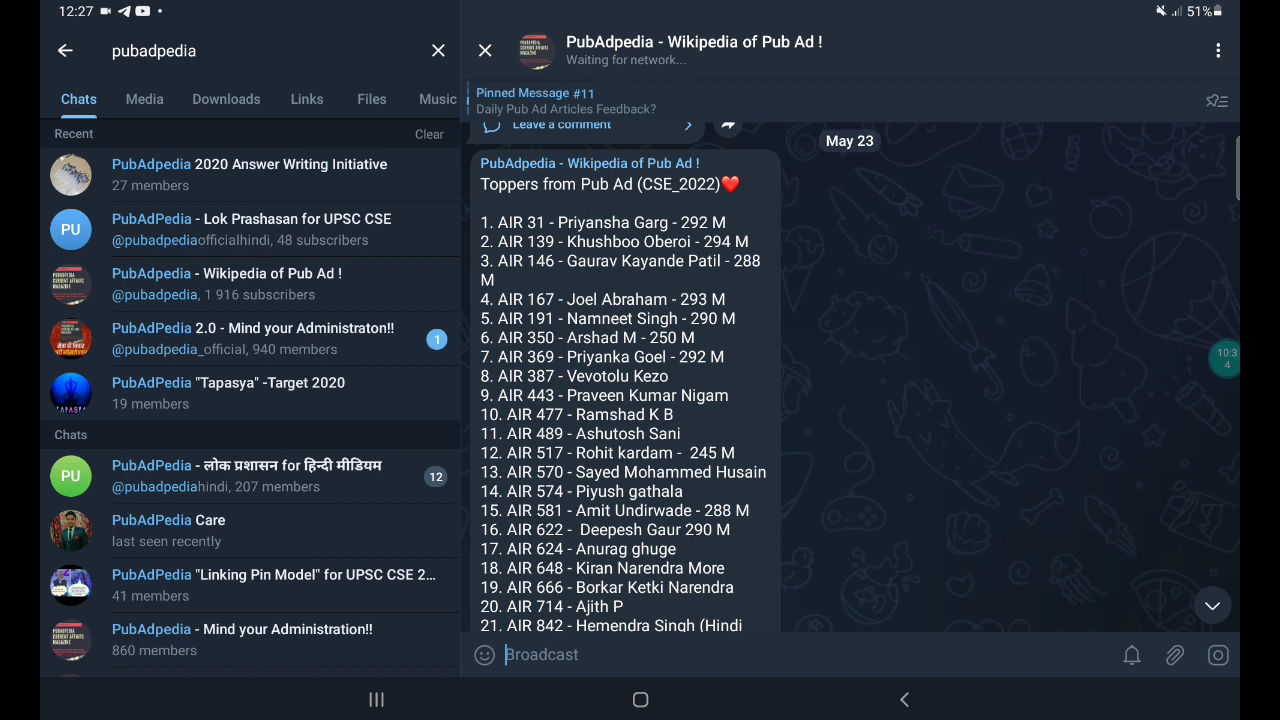 12:27
51%
pubadpedia
Chats
Media
Downloads
Links
Files
Music
Recent
Clear
PubAdpedia 2020 Answer Writing Initiative
27 members
PU
PubAdPedia - Lok Prashasan for UPSC CSE
@pubadpediaofficialhindi, 48 subscribers
PubAdpedia - Wikipedia of Pub Ad !
@pubadpedia, 1 916 subscribers
PubAdPedia 2.0 - Mind your Administraton!!
@pubadpedia_official, 940 members
1
PubAdPedia "Tapasya" -Target 2020
19 members
Chats
PU
PubAdPedia - लोक प्रशासन for हिन्दी मीडियम
@pubadpediahindi, 207 members
12
PubAdPedia Care
last seen recently
PubAdPedia "Linking Pin Model" for UPSC CSE 2...
41 members
PubAdpedia - Mind your Administration!!
860 members
PubAdpedia - Wikipedia of Pub Ad !
Waiting for network...
Pinned Message #11
Daily Pub Ad Articles Feedback?
Leave a comment
May 23
PubAdpedia - Wikipedia of Pub Ad !
Toppers from Pub Ad (CSE_2022)❤️
1. AIR 31 - Priyansha Garg - 292 M
2. AIR 139 - Khushboo Oberoi - 294 M
3. AIR 146 - Gaurav Kayande Patil - 288
M
4. AIR 167 - Joel Abraham - 293 M
5. AIR 191 - Namneet Singh - 290 M
6. AIR 350 - Arshad M - 250 M
7. AIR 369 - Priyanka Goel - 292 M
8. AIR 387 - Vevotolu Kezo
9. AIR 443 - Praveen Kumar Nigam
10. AIR 477 - Ramshad K B
11. AIR 489 - Ashutosh Sani
12. AIR 517 - Rohit kardam -  245 M
13. AIR 570 - Sayed Mohammed Husain
14. AIR 574 - Piyush gathala
15. AIR 581 - Amit Undirwade - 288 M
16. AIR 622 -  Deepesh Gaur 290 M
17. AIR 624 - Anurag ghuge
18. AIR 648 - Kiran Narendra More
19. AIR 666 - Borkar Ketki Narendra
20. AIR 714 - Ajith P
21. AIR 842 - Hemendra Singh (Hindi
10:3
4
Broadcast